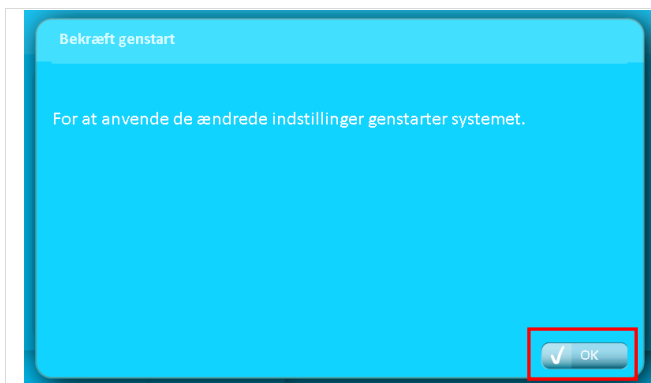 Bekræft genstart
For at anvende de ændrede indstillinger genstarter systemet.
OK